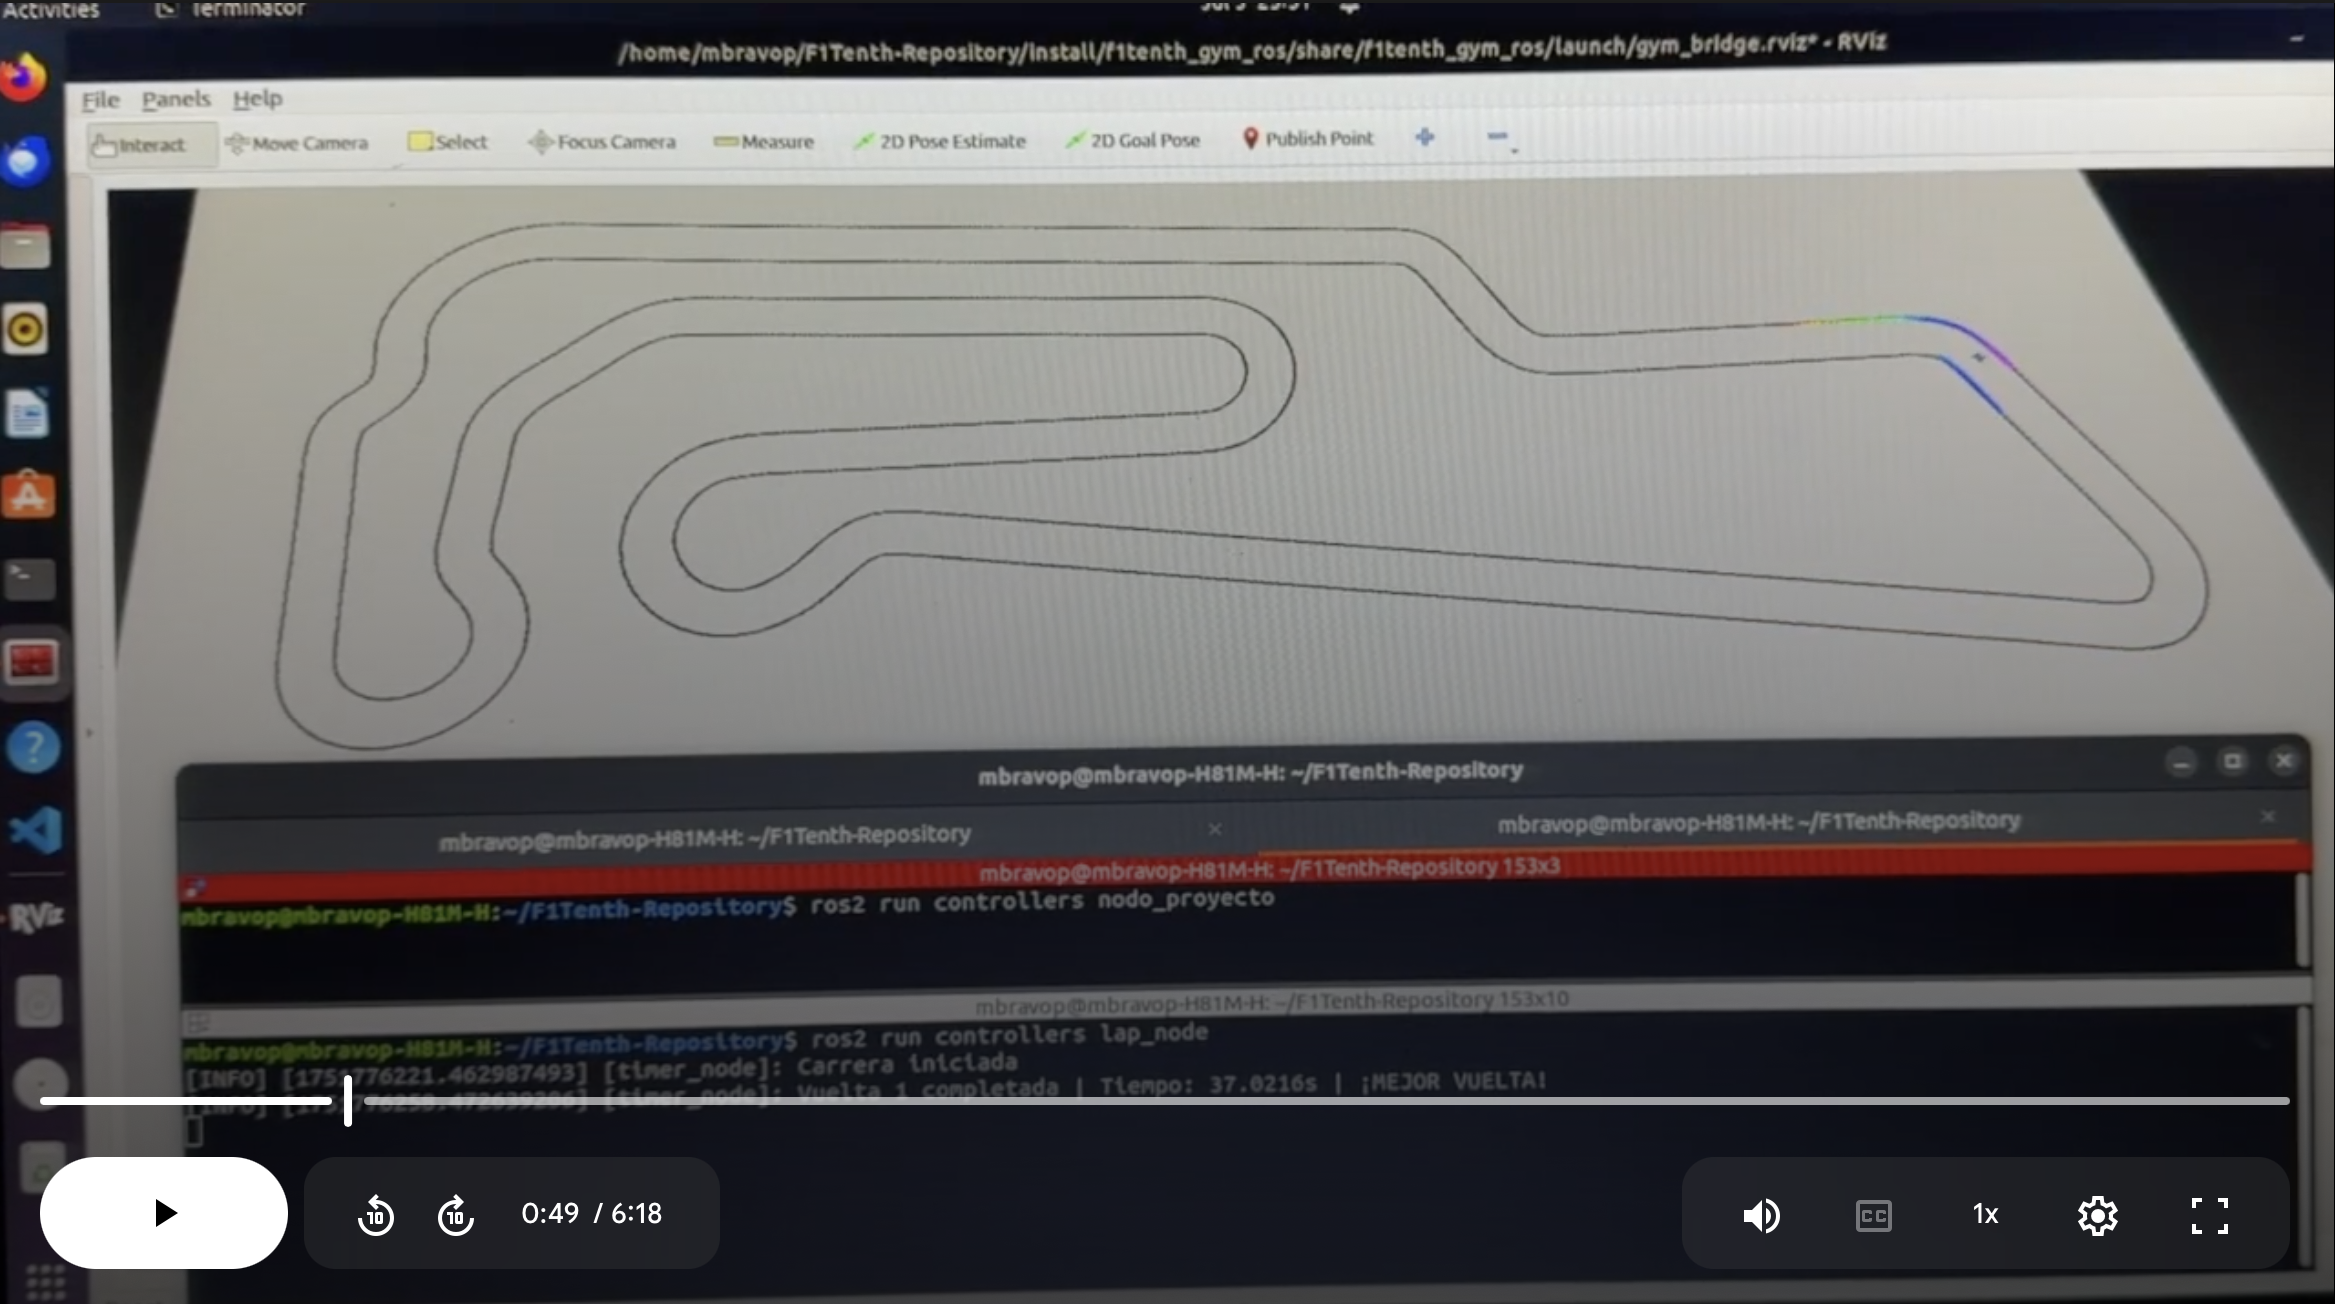 Activities
Terminator
/home/mbravop/F1Tenth-Repository/install/f1tenth_gym_ros/share/f1tenth_gym_ros/launch/gym_bridge.rviz* - RViz
File Panels Help
Interact Move Camera Select Focus Camera Measure 2D Pose Estimate 2D Goal Pose Publish Point
mbravop@mbravop-H81M-H: ~/F1Tenth-Repository
mbravop@mbravop-H81M-H: ~/F1Tenth-Repository
mbravop@mbravop-H81M-H: ~/F1Tenth-Repository
mbravop@mbravop-H81M-H: ~/F1Tenth-Repository 153x3
mbravop@mbravop-H81M-H:~/F1Tenth-Repository$ ros2 run controllers nodo_proyecto
RViz
mbravop@mbravop-H81M-H: ~/F1Tenth-Repository 153x10
mbravop@mbravop-H81M-H:~/F1Tenth-Repository$ ros2 run controllers lap_node
[INFO] [1751776221.462987493] [timer_node]: Carrera iniciada
[INFO] [timer_node]: Vuelta 1 completada | Tiempo: 37.0216s | ¡MEJOR VUELTA!
10 10 0:49 / 6:18 CC 1x